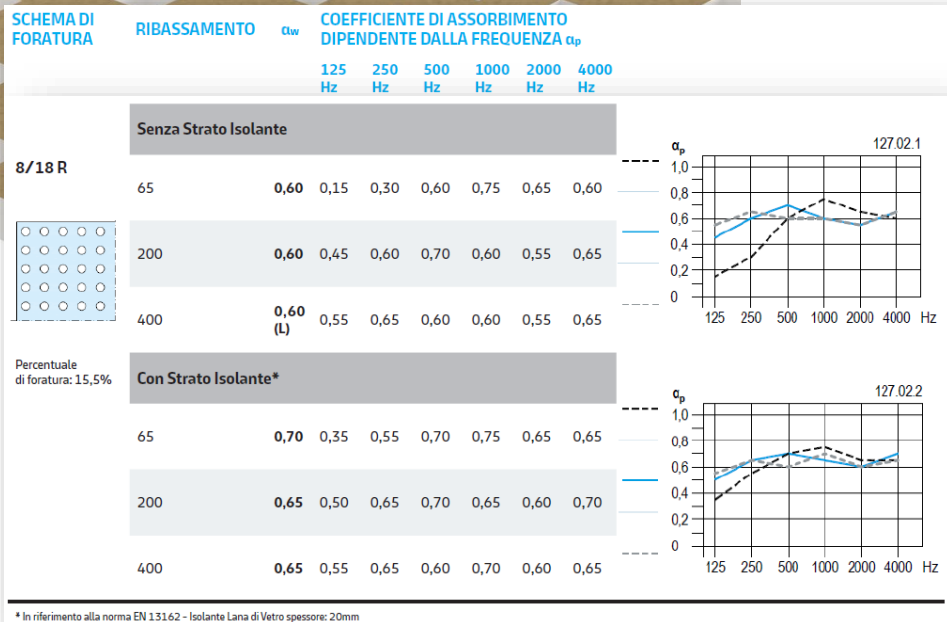 SCHEMA DI
FORATURA
RIBASSAMENTO
αw
COEFFICIENTE DI ASSORBIMENTO
DIPENDENTE DALLA FREQUENZA αp
125 250 500 1000 2000 4000
Hz Hz Hz Hz Hz Hz
8/18 R
Percentuale
di foratura: 15,5%
Senza Strato Isolante
65 0,60 0,15 0,30 0,60 0,75 0,65 0,60
200 0,60 0,45 0,60 0,70 0,60 0,55 0,65
400 0,60 (L) 0,55 0,65 0,60 0,60 0,55 0,65
αp 127.02.1
1,0
0,8
0,6
0,4
0,2
0
125 250 500 1000 2000 4000 Hz
Con Strato Isolante*
65 0,70 0,35 0,55 0,70 0,75 0,65 0,65
200 0,65 0,50 0,65 0,70 0,65 0,60 0,70
400 0,65 0,55 0,65 0,60 0,70 0,60 0,65
αp 127.02.2
1,0
0,8
0,6
0,4
0,2
0
125 250 500 1000 2000 4000 Hz
* In riferimento alla norma EN 13162 - Isolante Lana di Vetro spessore: 20mm